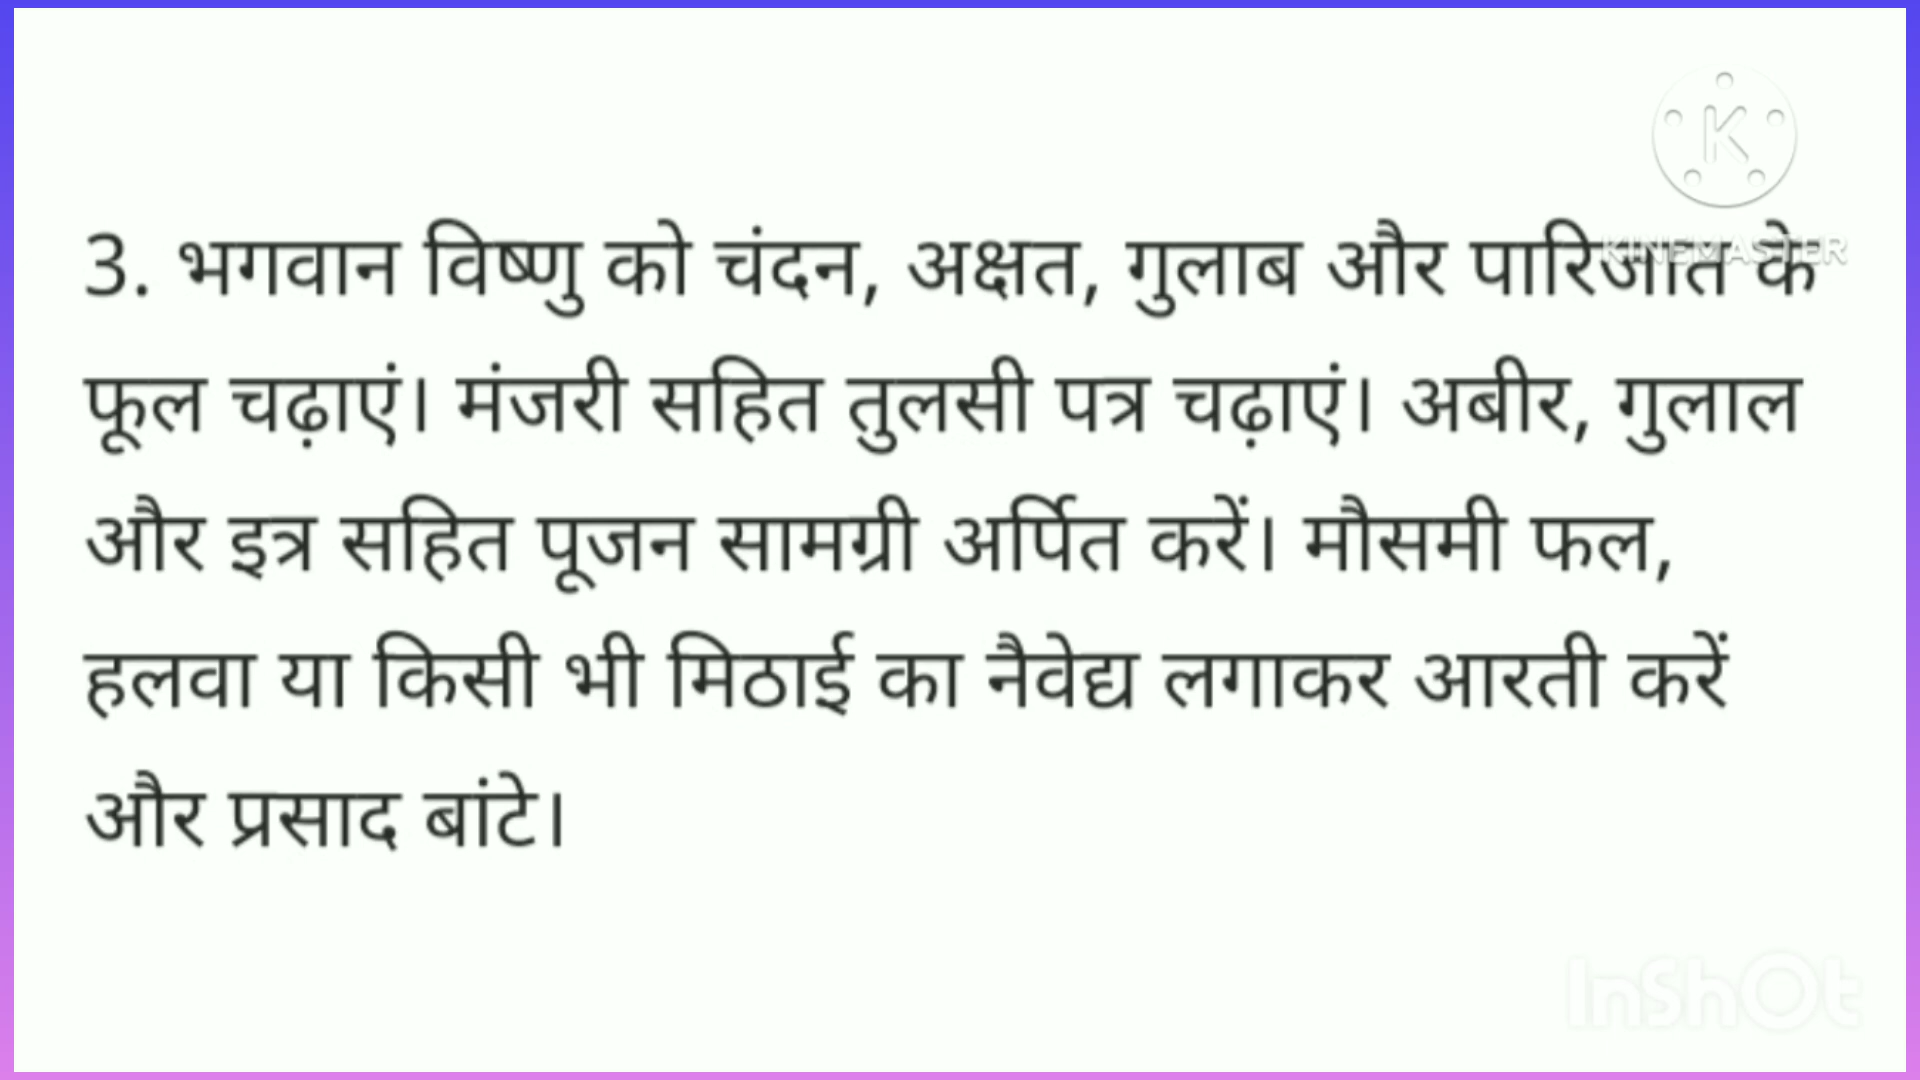 K
KINEMASTER
3. भगवान विष्णु को चंदन, अक्षत, गुलाब और पारिजात के
फूल चढ़ाएं। मंजरी सहित तुलसी पत्र चढ़ाएं। अबीर, गुलाल
और इत्र सहित पूजन सामग्री अर्पित करें। मौसमी फल,
हलवा या किसी भी मिठाई का नैवेद्य लगाकर आरती करें
और प्रसाद बांटे।
InShOt